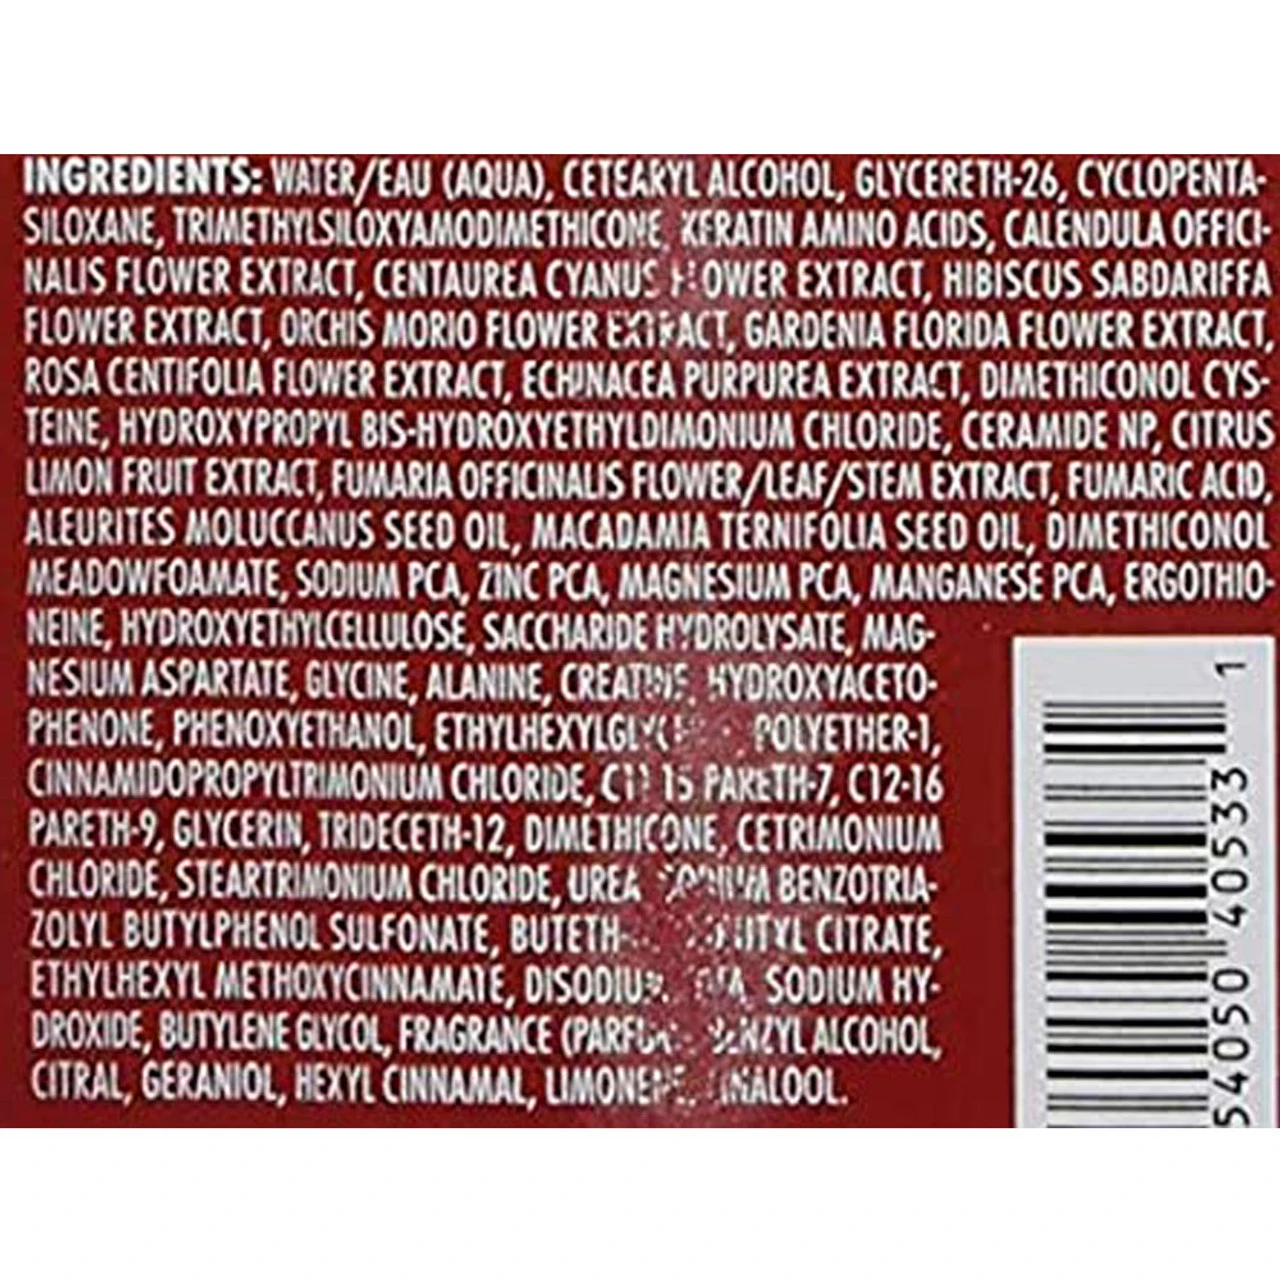 INGREDIENTS: WATER/EAU (AQUA), CETEARYL ALCOHOL, GLYCERETH-26, CYCLOPENTA-
SILOXANE, TRIMETHYLSILOXYAMODIMETHICONE, KERATIN AMINO ACIDS, CALENDULA OFFICI-
NALIS FLOWER EXTRACT, CENTAUREA CYANUS FLOWER EXTRACT, HIBISCUS SABDARIFFA
FLOWER EXTRACT, ORCHIS MORIO FLOWER EXTRACT, GARDENIA FLORIDA FLOWER EXTRACT,
ROSA CENTIFOLIA FLOWER EXTRACT, ECHINACEA PURPUREA EXTRACT, DIMETHICONOL CYS-
TEINE, HYDROXYPROPYL BIS-HYDROXYETHYLDIMONIUM CHLORIDE, CERAMIDE NP, CITRUS
LIMON FRUIT EXTRACT, FUMARIA OFFICINALIS FLOWER/LEAF/STEM EXTRACT, FUMARIC ACID,
ALEURITES MOLUCCANUS SEED OIL, MACADAMIA TERNIFOLIA SEED OIL, DIMETHICONOL
MEADOWFOAMATE, SODIUM PCA, ZINC PCA, MAGNESIUM PCA, MANGANESE PCA, ERGOTHIO-
NEINE, HYDROXYETHYLCELLULOSE, SACCHARIDE HYDROLYSATE, MAG-
NESIUM ASPARTATE, GLYCINE, ALANINE, CREATINE, HYDROXYACETO-
PHENONE, PHENOXYETHANOL, POLYETHER-1,
CINNAMIDOPROPYLTRIMONIUM CHLORIDE, PARETH-7, C12-16
PARETH-9, GLYCERIN, TRIDECETH-12, DIMETHICONE, CETRIMONIUM
CHLORIDE, STEARTRIMONIUM CHLORIDE, UREA, SODIUM BENZOTRIA-
ZOLYL BUTYLPHENOL SULFONATE, CITRATE,
ETHYLHEXYL METHOXYCINNAMATE, DISODIUM SODIUM HY-
DROXIDE, BUTYLENE GLYCOL, FRAGRANCE (PARFUM), BENZYL ALCOHOL,
CITRAL, GERANIOL, HEXYL CINNAMAL, LIMONENE, LINALOOL.
1
54050 40533